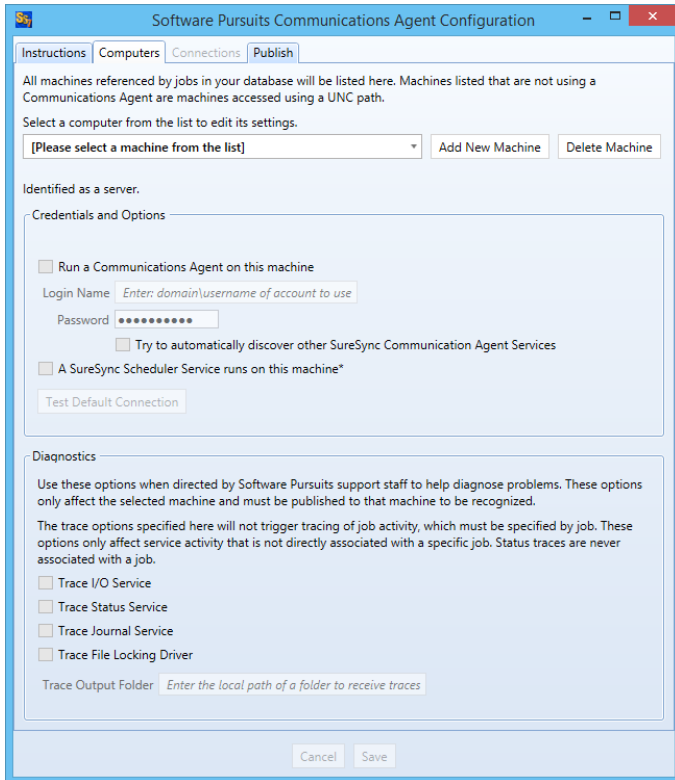 Software Pursuits Communications Agent Configuration
Instructions Computers Connections Publish
All machines referenced by jobs in your database will be listed here. Machines listed that are not using a
Communications Agent are machines accessed using a UNC path.
Select a computer from the list to edit its settings.
[Please select a machine from the list] Add New Machine Delete Machine
Identified as a server.
Credentials and Options
Run a Communications Agent on this machine
Login Name Enter: domain\username of account to use
Password ●●●●●●●●●●
Try to automatically discover other SureSync Communication Agent Services
A SureSync Scheduler Service runs on this machine*
Test Default Connection
Diagnostics
Use these options when directed by Software Pursuits support staff to help diagnose problems. These options
only affect the selected machine and must be published to that machine to be recognized.
The trace options specified here will not trigger tracing of job activity, which must be specified by job. These
options only affect service activity that is not directly associated with a specific job. Status traces are never
associated with a job.
Trace I/O Service
Trace Status Service
Trace Journal Service
Trace File Locking Driver
Trace Output Folder Enter the local path of a folder to receive traces
Cancel Save